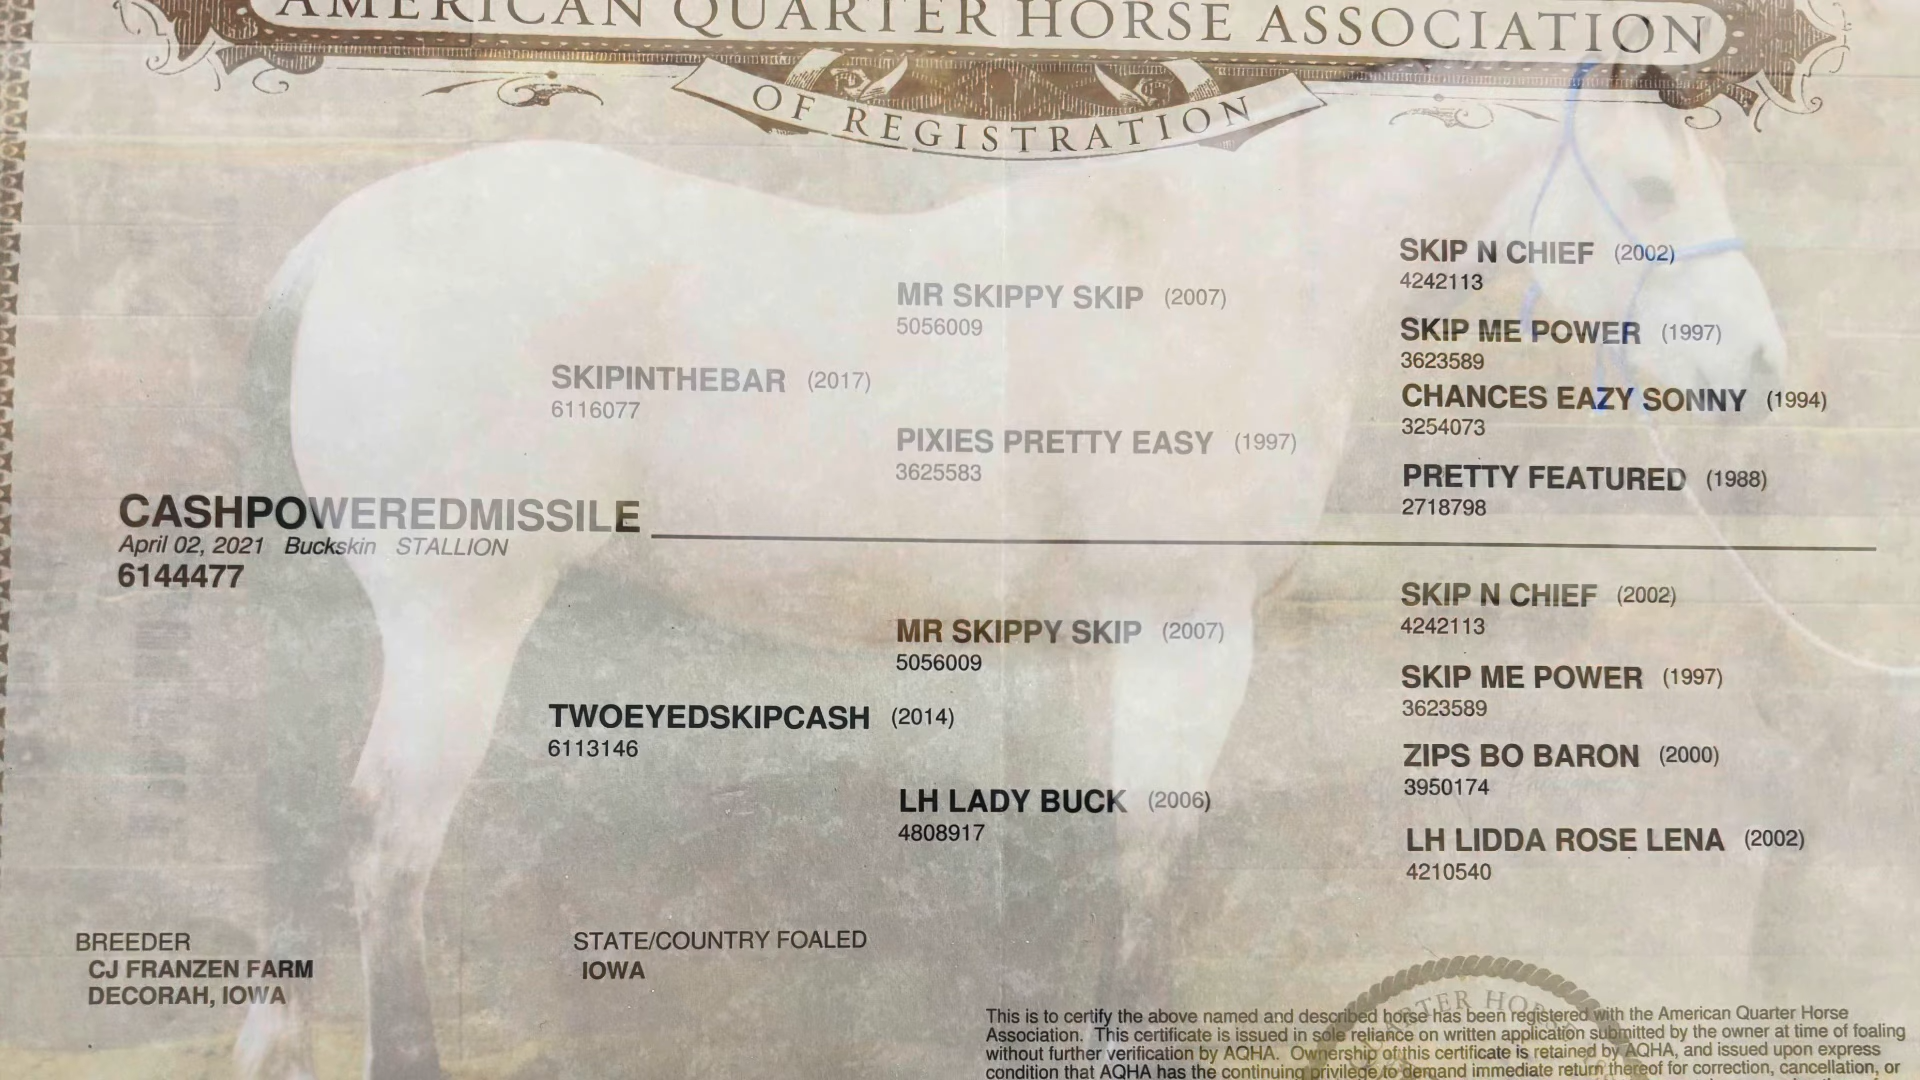 AMERICAN QUARTER HORSE ASSOCIATION
OF REGISTRATION
SKIP N CHIEF (2002)
4242113
MR SKIPPY SKIP (2007)
5056009
SKIP ME POWER (1997)
3623589
SKIPINTHEBAR (2017)
6116077
CHANCES EAZY SONNY (1994)
3254073
PIXIES PRETTY EASY (1997)
3625583
PRETTY FEATURED (1988)
2718798
CASHPOWEREDMISSILE
April 02, 2021 Buckskin STALLION
6144477
SKIP N CHIEF (2002)
4242113
MR SKIPPY SKIP (2007)
5056009
SKIP ME POWER (1997)
3623589
TWOEYEDSKIPCASH (2014)
6113146
ZIPS BO BARON (2000)
3950174
LH LADY BUCK (2006)
4808917
LH LIDDA ROSE LENA (2002)
4210540
BREEDER
CJ FRANZEN FARM
DECORAH, IOWA
STATE/COUNTRY FOALED
IOWA
This is to certify the above named and described horse has been registered with the American Quarter Horse
Association. This certificate is issued in sole reliance on written application submitted by the owner at time of foaling
without further verification by AQHA. Ownership of this certificate is retained by AQHA, and issued upon express
condition that AQHA has the continuing privilege to demand immediate return thereof for correction, cancellation, or